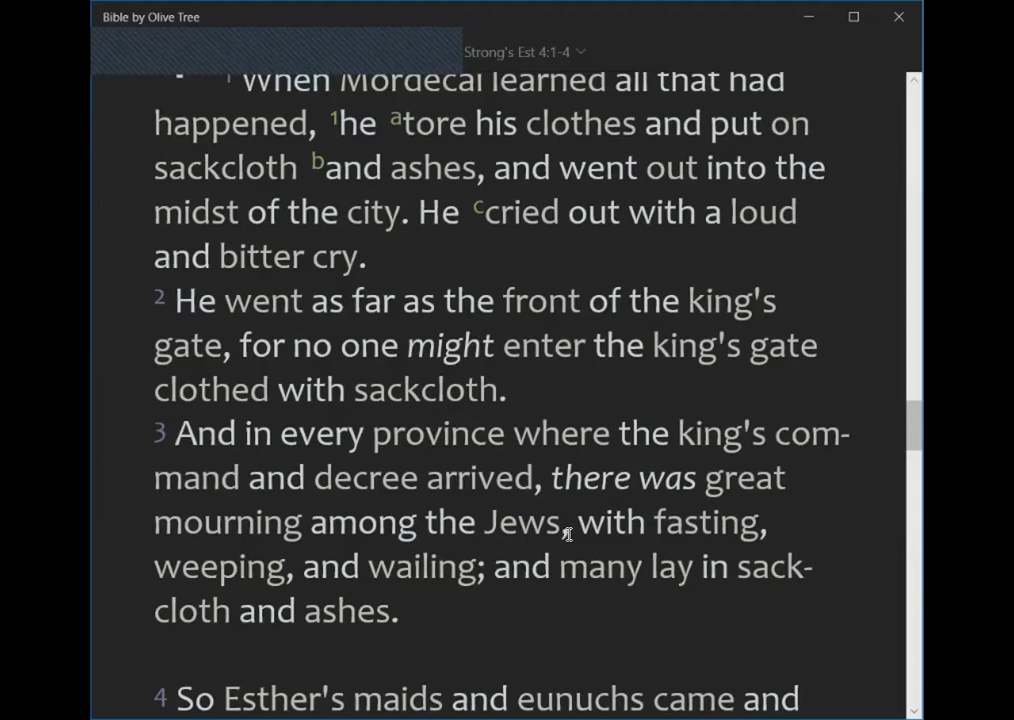 Bible by Olive Tree
Strong's Est 4:1-4
1 When Mordecai learned all that had
happened, 1he atore his clothes and put on
sackcloth band ashes, and went out into the
midst of the city. He ccried out with a loud
and bitter cry.
2 He went as far as the front of the king's
gate, for no one might enter the king's gate
clothed with sackcloth.
3 And in every province where the king's com-
mand and decree arrived, there was great
mourning among the Jews, with fasting,
weeping, and wailing; and many lay in sack-
cloth and ashes.
4 So Esther's maids and eunuchs came and